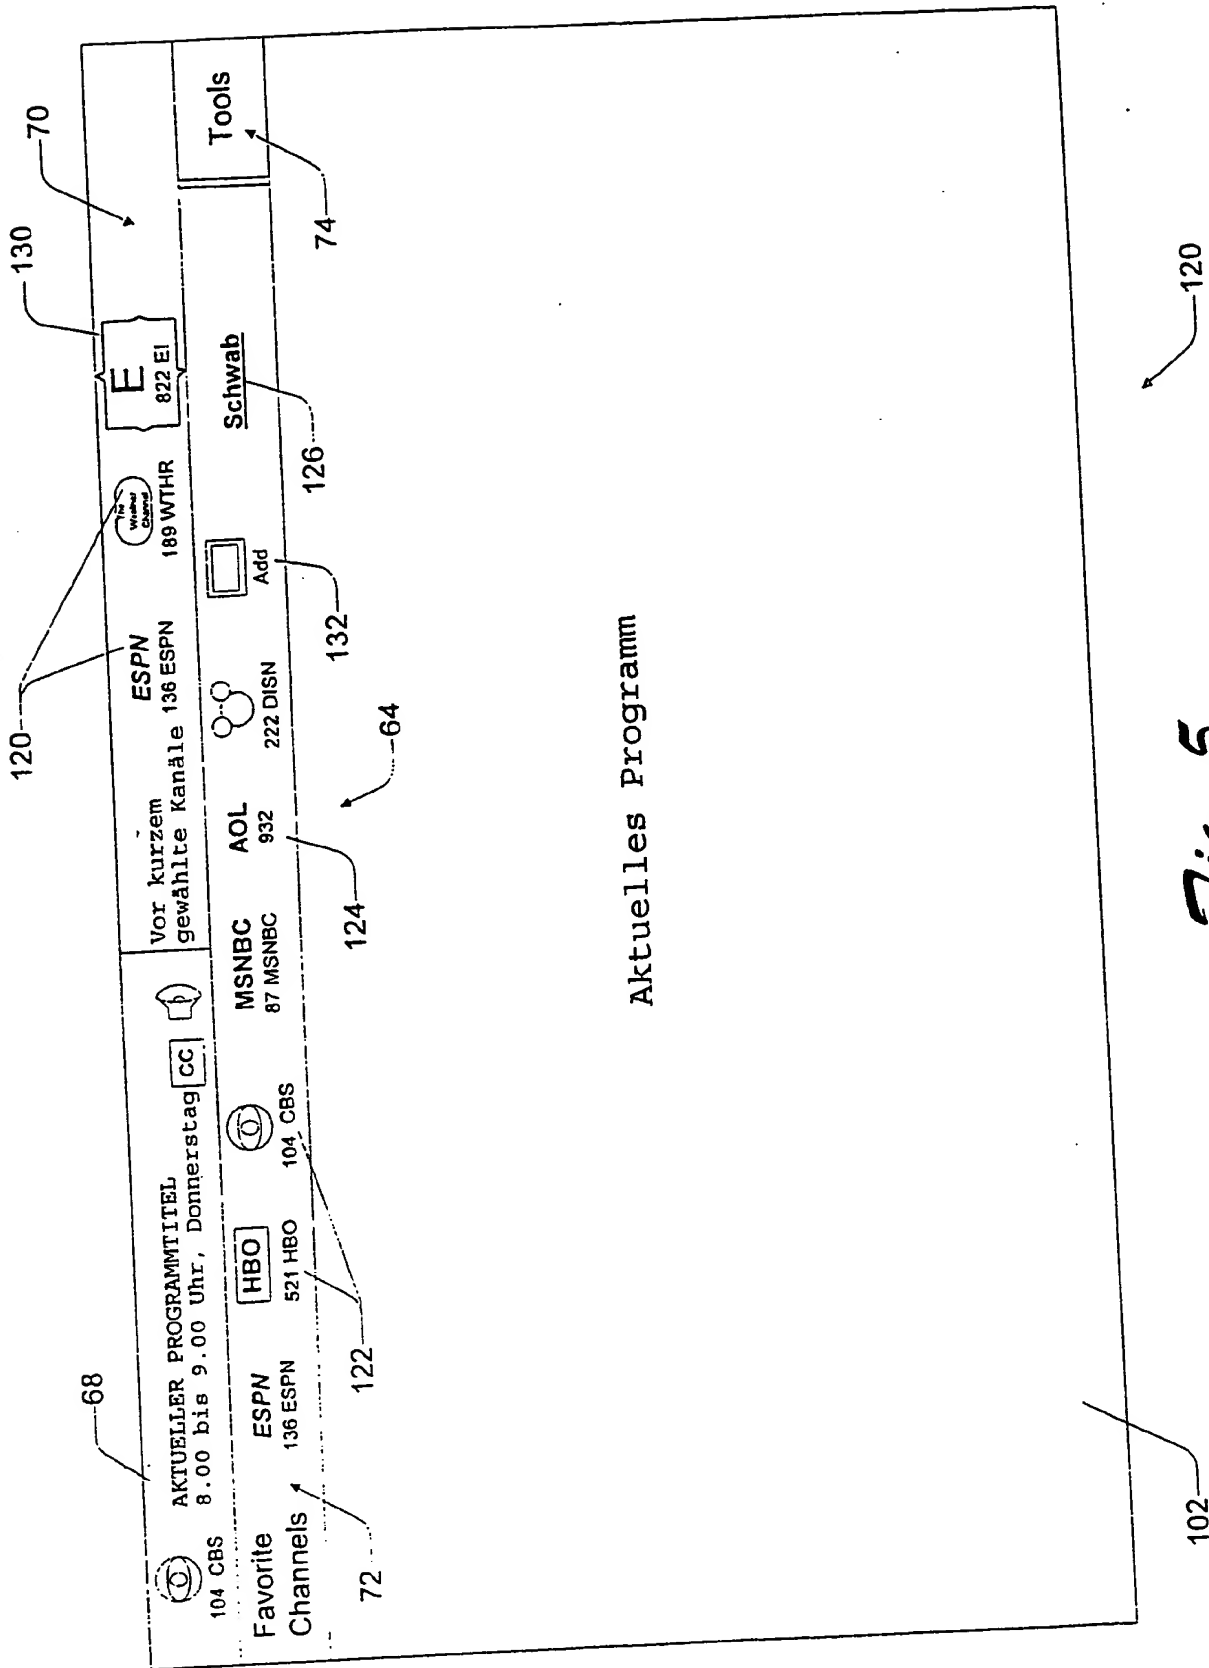 120
130
70
68
104 CBS
AKTUELLER PROGRAMMTITEL
8.00 bis 9.00 Uhr, Donnerstag
CC
Vor kurzem
gewählte Kanäle
ESPN
136 ESPN
The
Weather
Channel
189 WTHR
E
822 E!
Favorite
Channels
ESPN
136 ESPN
HBO
521 HBO
104 CBS
MSNBC
87 MSNBC
AOL
932
222 DISN
Add
Schwab
Tools
72
122
124
64
132
126
74
Aktuelles Programm
102
120